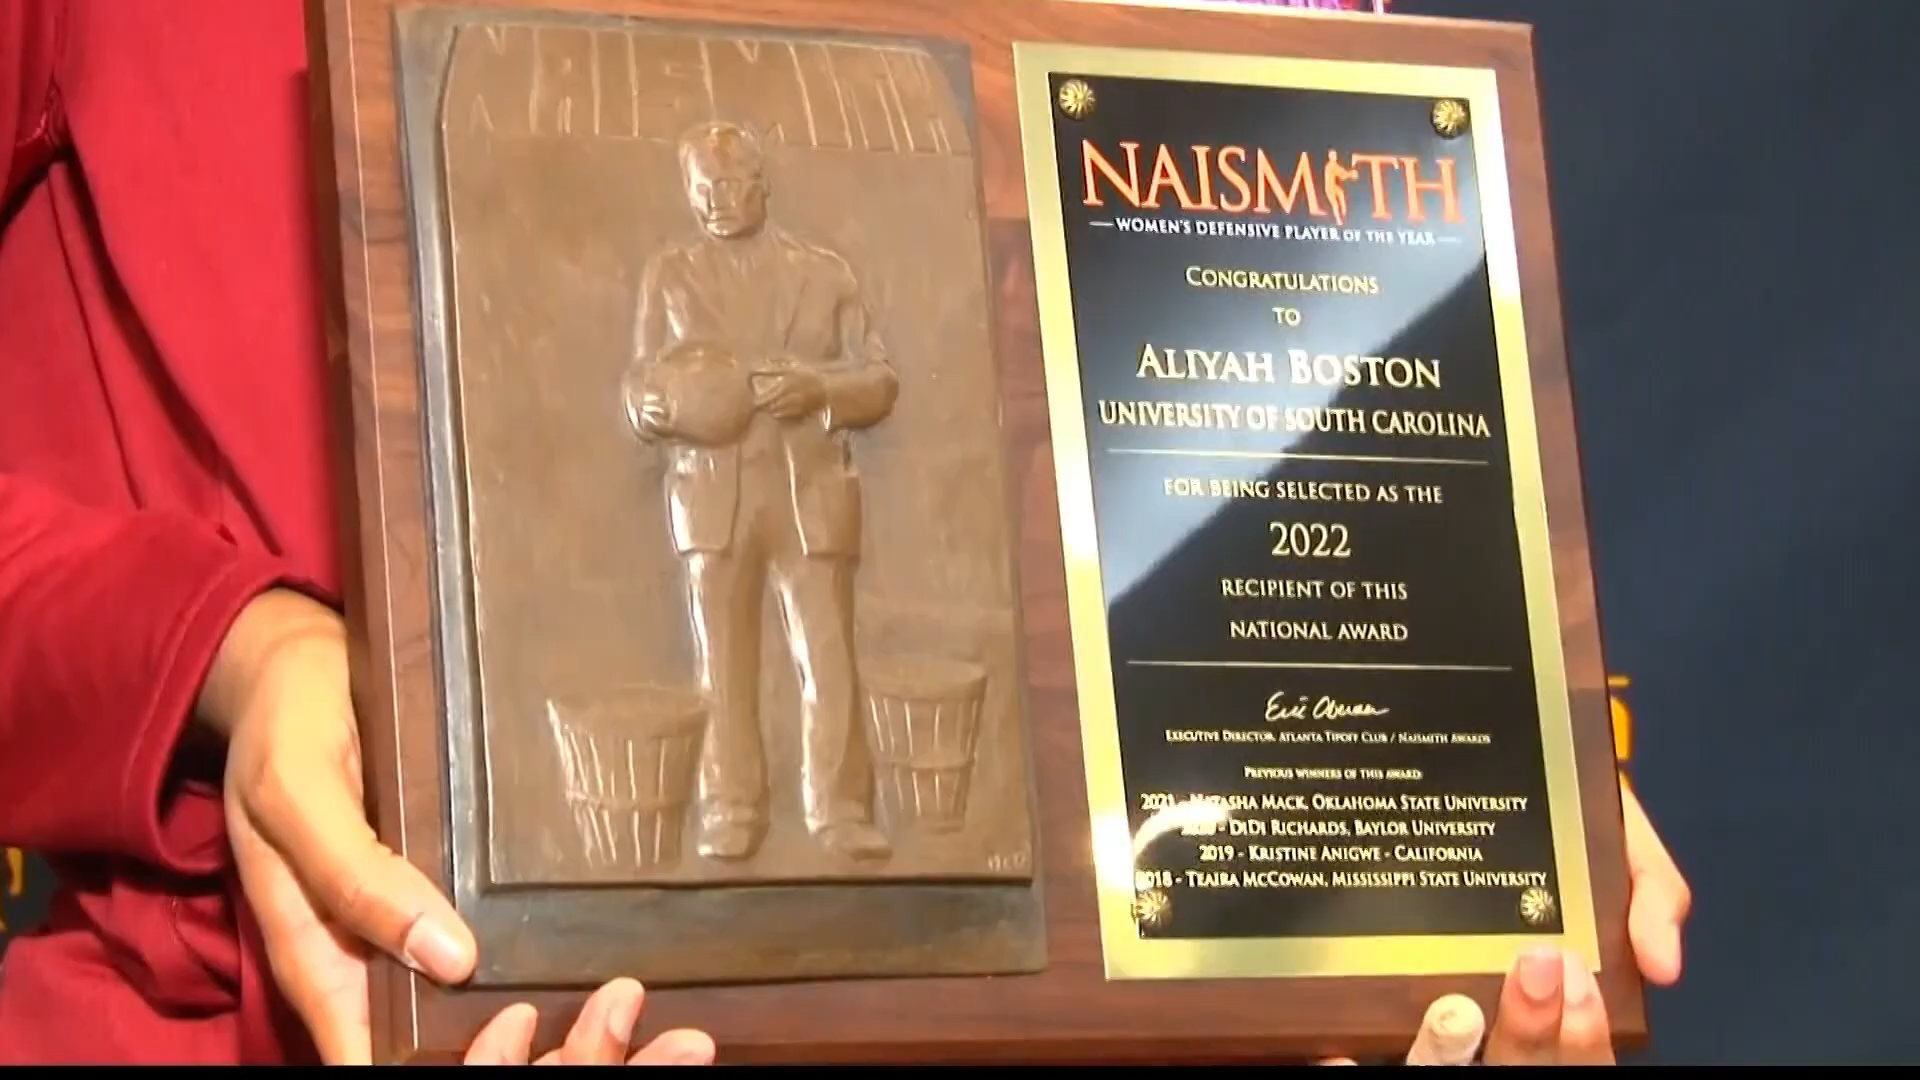 NAISMITH
NAISMITH
WOMEN'S DEFENSIVE PLAYER OF THE YEAR
CONGRATULATIONS
TO
ALIYAH BOSTON
UNIVERSITY OF SOUTH CAROLINA
FOR BEING SELECTED AS THE
2022
RECIPIENT OF THIS
NATIONAL AWARD
EXECUTIVE DIRECTOR, ATLANTA TIPOFF CLUB / NAISMITH AWARDS
PREVIOUS WINNERS OF THIS AWARD
2021 - NATASHA MACK, OKLAHOMA STATE UNIVERSITY
2020 - DIDI RICHARDS, BAYLOR UNIVERSITY
2019 - KRISTINE ANIGWE - CALIFORNIA
2018 - TEAIRA MCCOWAN, MISSISSIPPI STATE UNIVERSITY